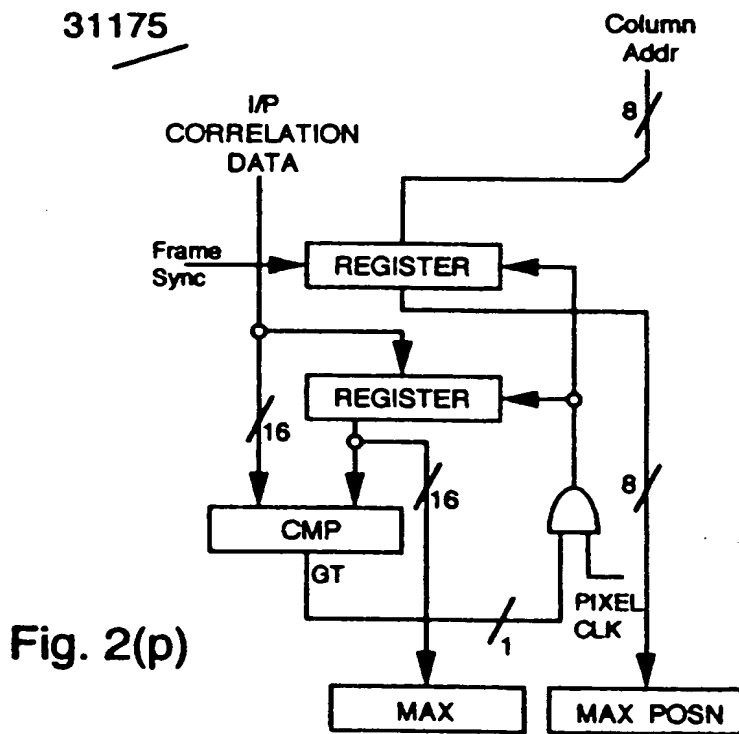 31175
Column
Addr
8
I/P
CORRELATION
DATA
Frame
Sync
REGISTER
REGISTER
16
16
8
CMP
GT
1
PIXEL
CLK
Fig. 2(p)
MAX
MAX POSN